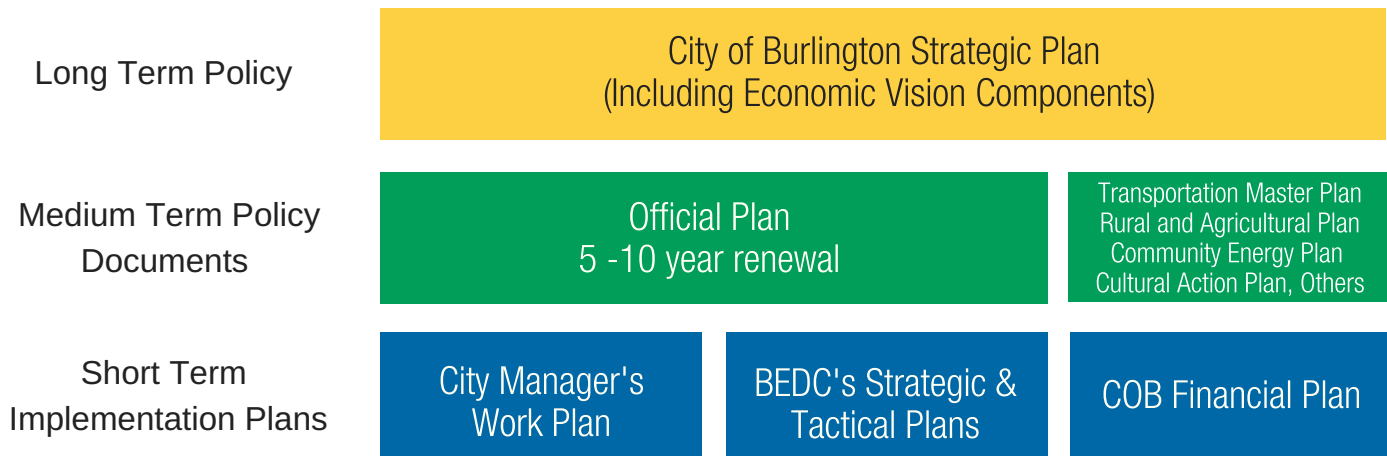 Long Term Policy
City of Burlington Strategic Plan
(Including Economic Vision Components)
Medium Term Policy
Documents
Official Plan
5 -10 year renewal
Transportation Master Plan
Rural and Agricultural Plan
Community Energy Plan
Cultural Action Plan, Others
Short Term
Implementation Plans
City Manager's
Work Plan
BEDC's Strategic &
Tactical Plans
COB Financial Plan